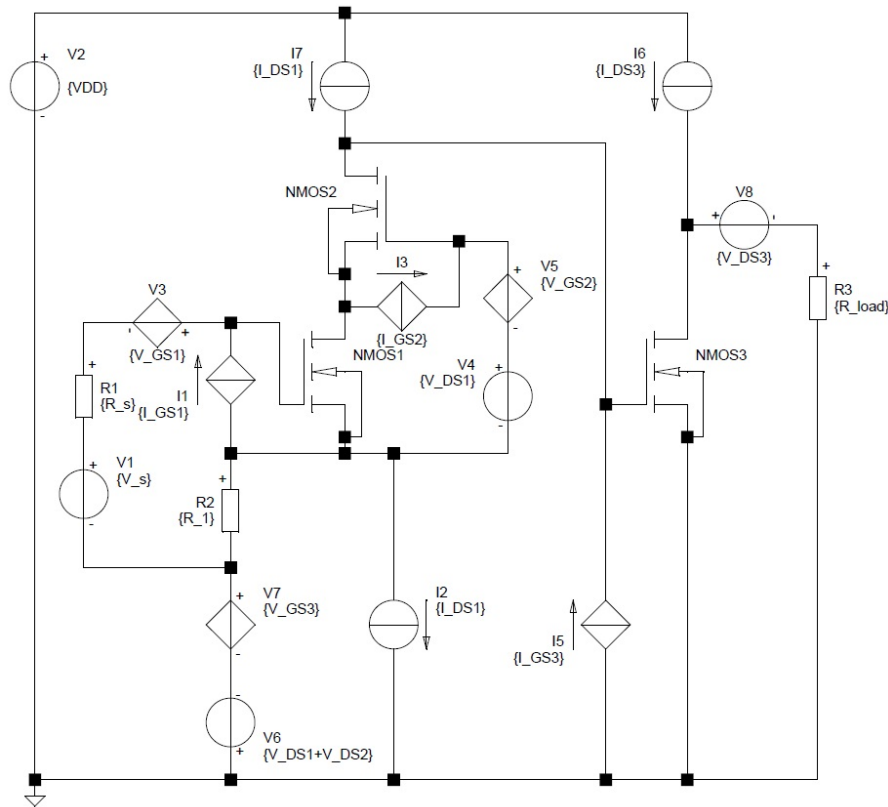 V2
{VDD}
I7
{I_DS1}
I6
{I_DS3}
NMOS2
V8
{V_DS3}
I3
{I_GS2}
V5
{V_GS2}
R3
{R_load}
V3
{V_GS1}
NMOS1
NMOS3
V4
{V_DS1}
R1
{R_s}
I1
{I_GS1}
V1
{V_s}
R2
{R_1}
V7
{V_GS3}
I2
{I_DS1}
I5
{I_GS3}
V6
{V_DS1+V_DS2}